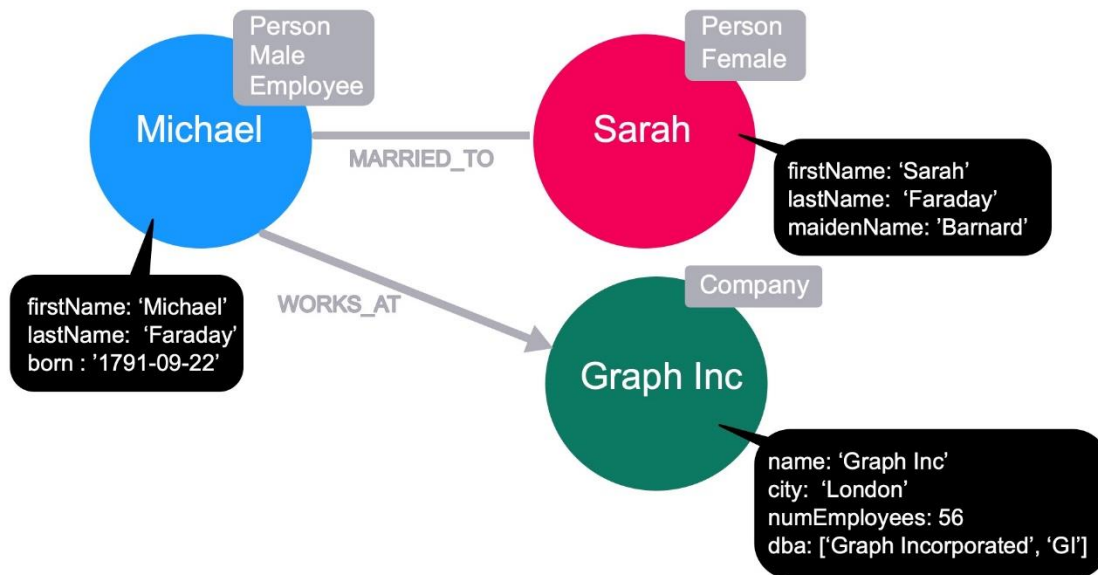 Person
Male
Employee
Michael
MARRIED_TO
Person
Female
Sarah
firstName: ‘Sarah’
lastName:  ‘Faraday’
maidenName: ’Barnard’
firstName: ‘Michael’
lastName:  ‘Faraday’
born : ’1791-09-22’
WORKS_AT
Company
Graph Inc
name: ‘Graph Inc’
city:  ‘London’
numEmployees: 56
dba: [‘Graph Incorporated’, ‘GI’]